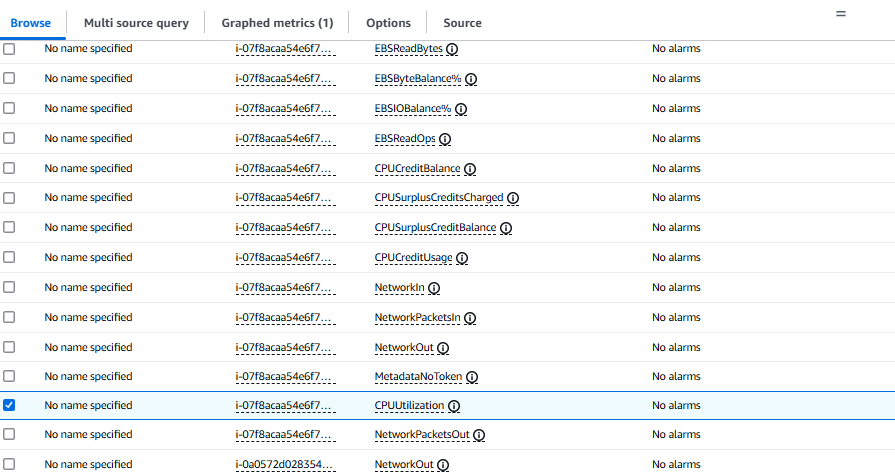 Browse Multi source query Graphed metrics (1) Options Source
No name specified i-07f8acaa54e6f7... EBSReadBytes No alarms
No name specified i-07f8acaa54e6f7... EBSByteBalance% No alarms
No name specified i-07f8acaa54e6f7... EBSIOBalance% No alarms
No name specified i-07f8acaa54e6f7... EBSReadOps No alarms
No name specified i-07f8acaa54e6f7... CPUCreditBalance No alarms
No name specified i-07f8acaa54e6f7... CPUSurplusCreditsCharged No alarms
No name specified i-07f8acaa54e6f7... CPUSurplusCreditBalance No alarms
No name specified i-07f8acaa54e6f7... CPUCreditUsage No alarms
No name specified i-07f8acaa54e6f7... NetworkIn No alarms
No name specified i-07f8acaa54e6f7... NetworkPacketsIn No alarms
No name specified i-07f8acaa54e6f7... NetworkOut No alarms
No name specified i-07f8acaa54e6f7... MetadataNoToken No alarms
No name specified i-07f8acaa54e6f7... CPUUtilization No alarms
No name specified i-07f8acaa54e6f7... NetworkPacketsOut No alarms
No name specified i-0a0572d028354... NetworkOut No alarms